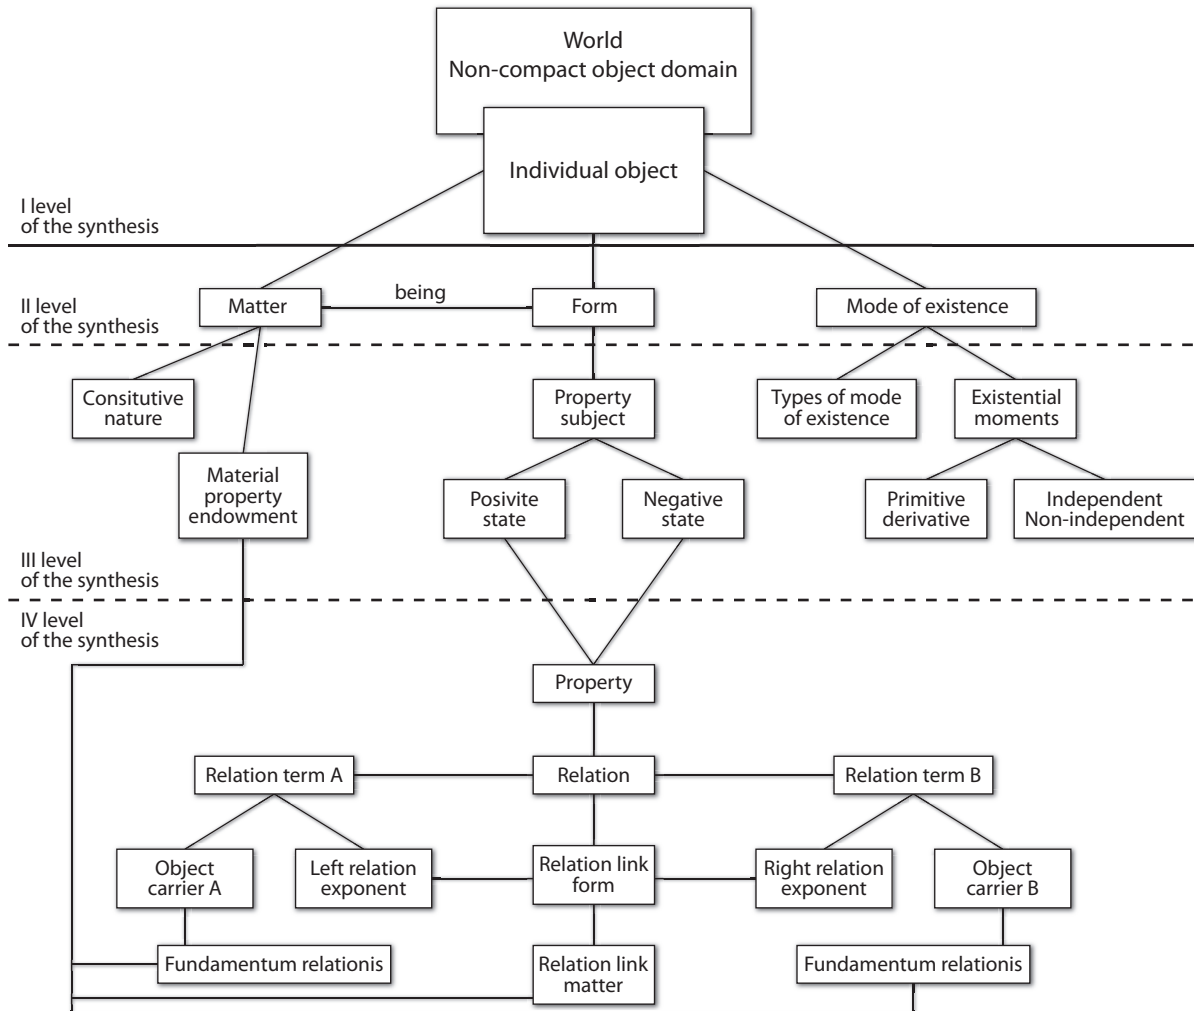 World
Non-compact object domain
Individual object
I level
of the synthesis
Matter
being
Form
Mode of existence
II level
of the synthesis
Consitutive
nature
Property
subject
Types of mode
of existence
Existential
moments
Material
property
endowment
Posivite
state
Negative
state
Primitive
derivative
Independent
Non-independent
III level
of the synthesis
IV level
of the synthesis
Property
Relation term A
Relation
Relation term B
Object
carrier A
Left relation
exponent
Relation link
form
Right relation
exponent
Object
carrier B
Fundamentum relationis
Relation link
matter
Fundamentum relationis